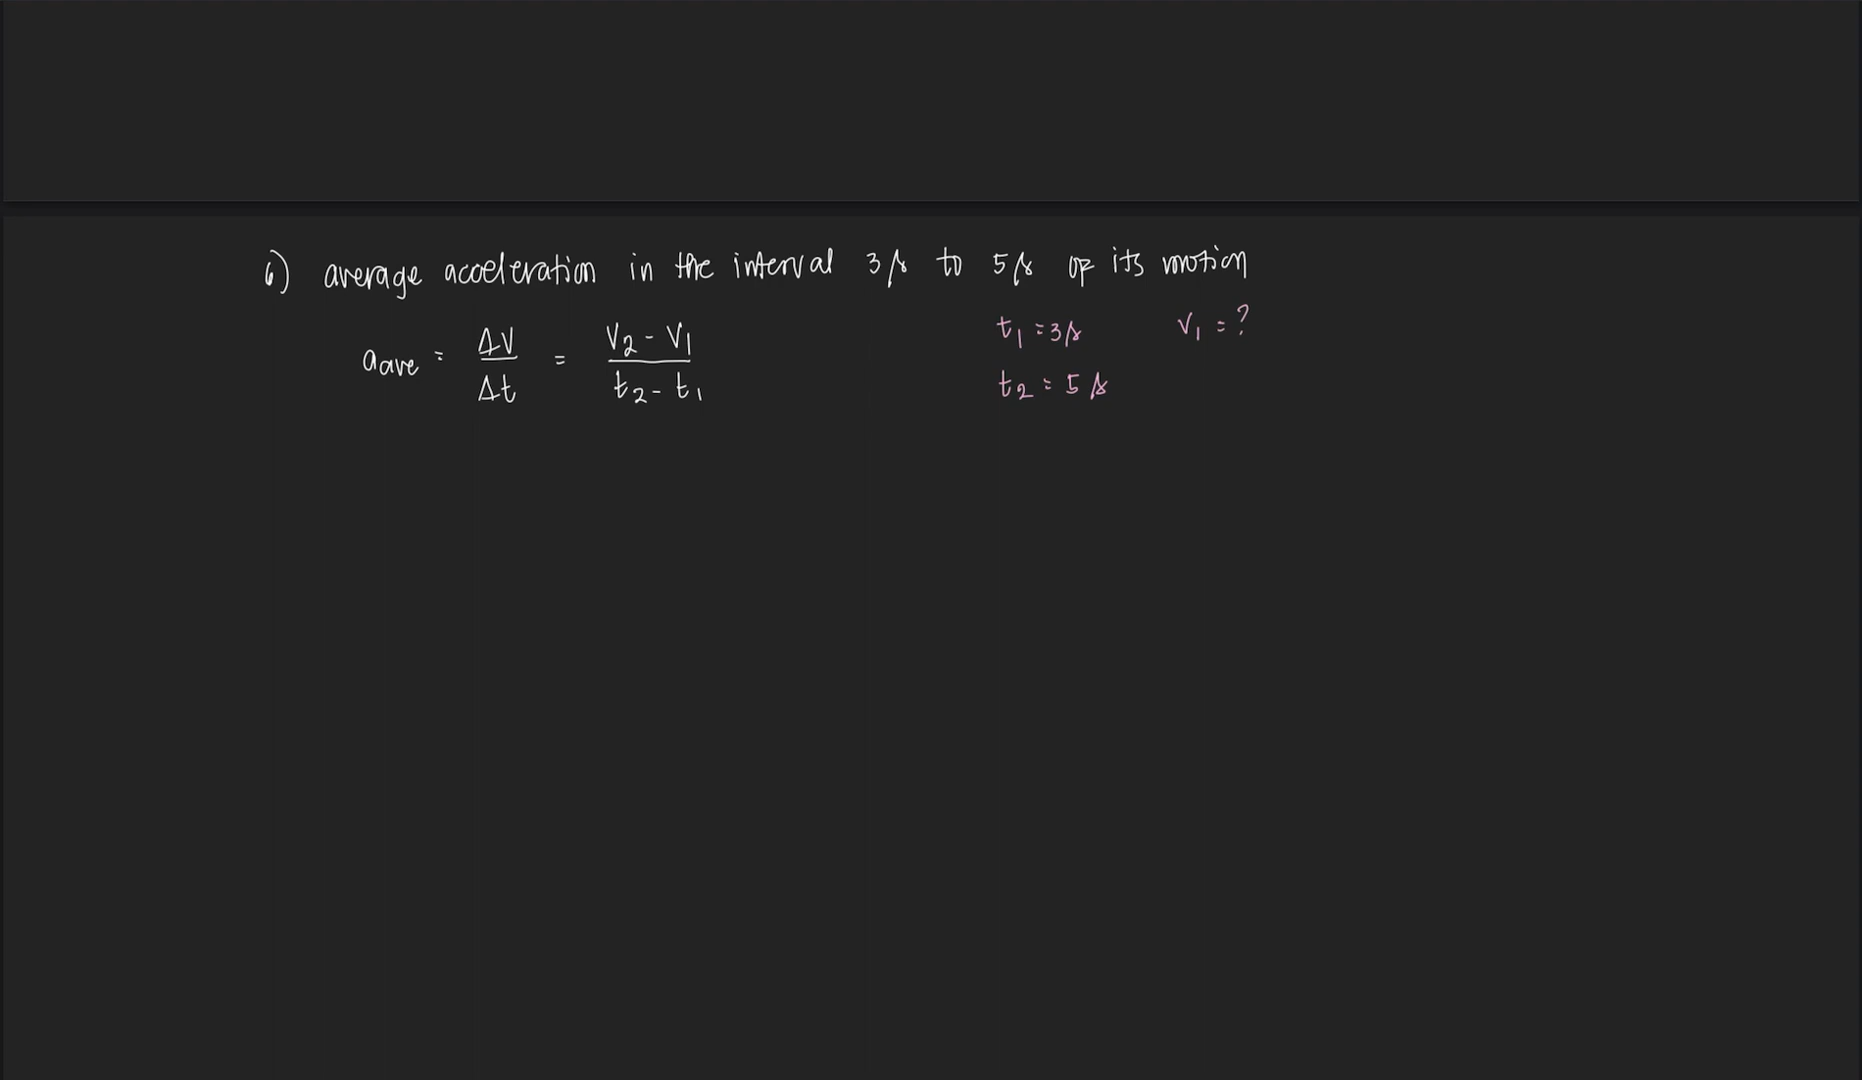 6) average acceleration in the interval 3s to 5s of its motion
a_ave = ΔV/Δt = (V₂ - V₁)/(t₂ - t₁)
t₁ = 3s V₁ = ?
t₂ = 5s